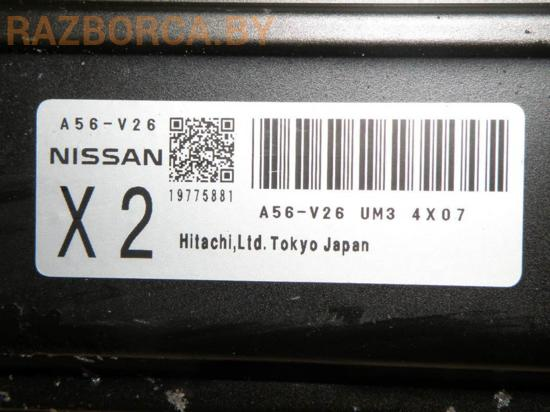 RAZBORCA.BY
A56-V26
NISSAN
X2
19775881
A56-V26 UM3 4X07
Hitachi,Ltd.Tokyo Japan